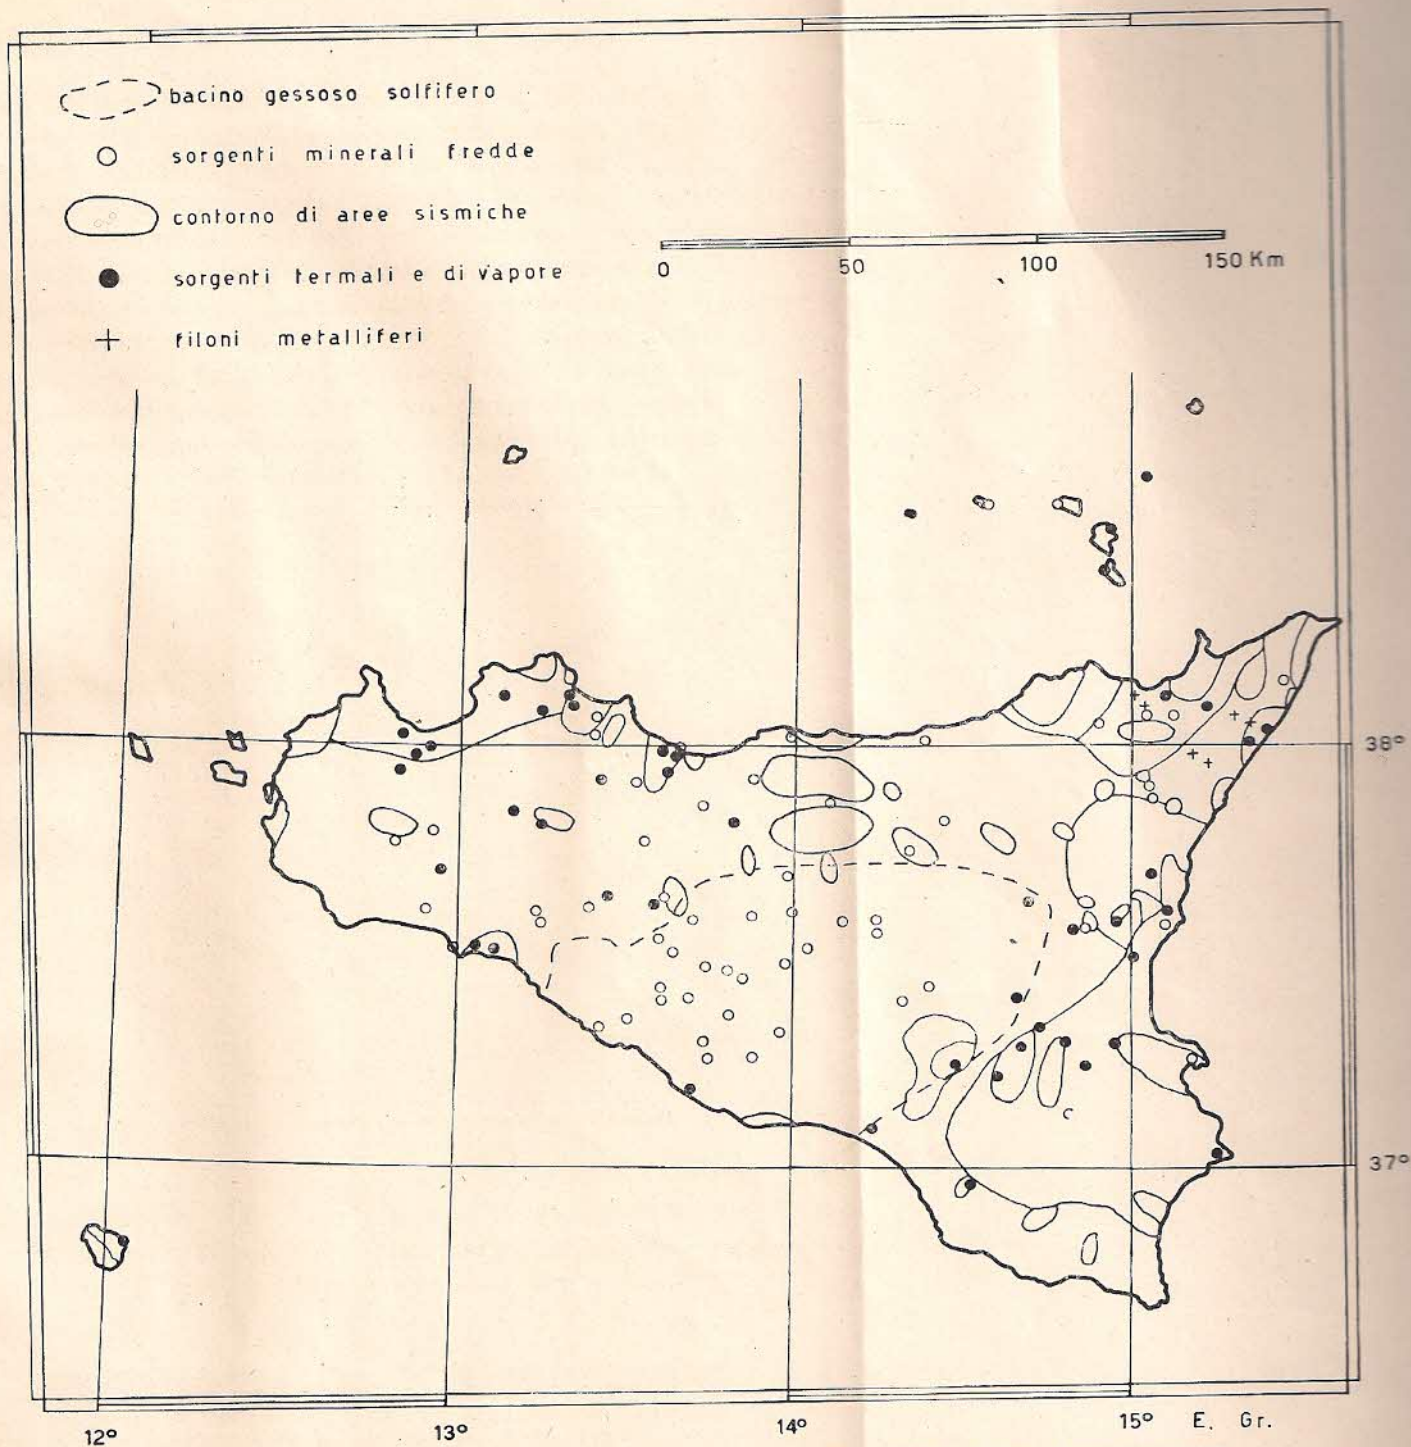 bacino gessoso solfifero
sorgenti minerali fredde
contorno di aree sismiche
sorgenti termali e di vapore
filoni metalliferi
0 50 100 150 Km
38°
37°
12° 13° 14° 15° E. Gr.